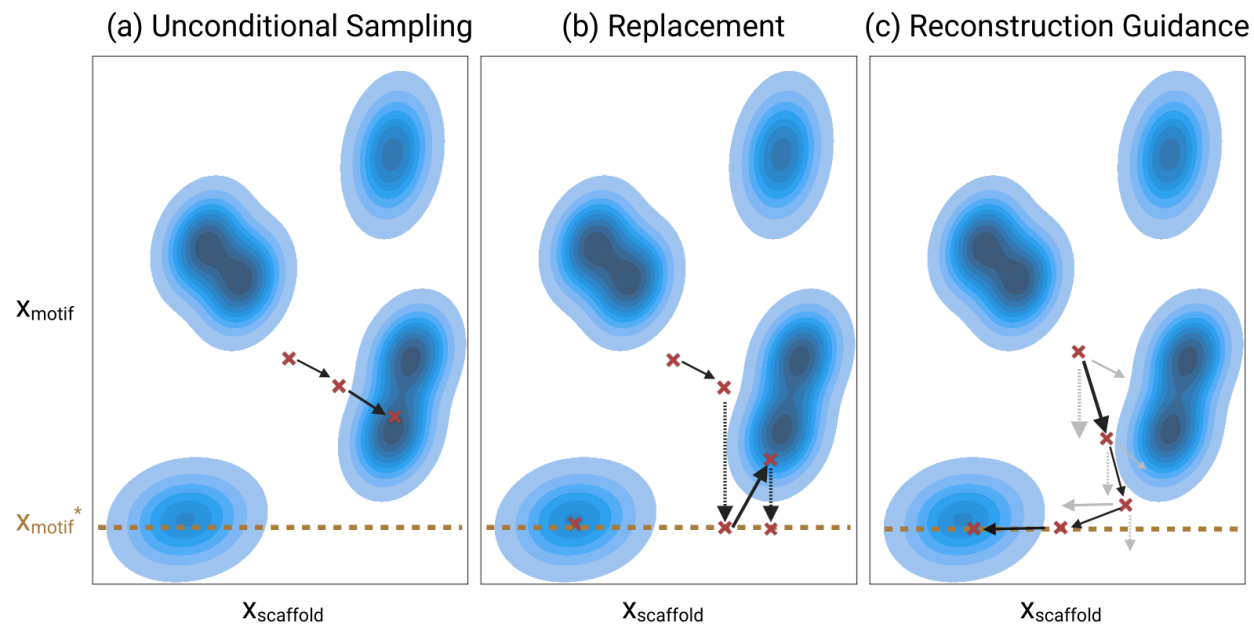 (a) Unconditional Sampling
(b) Replacement
(c) Reconstruction Guidance
Xmotif
Xmotif*
Xscaffold
Xscaffold
Xscaffold